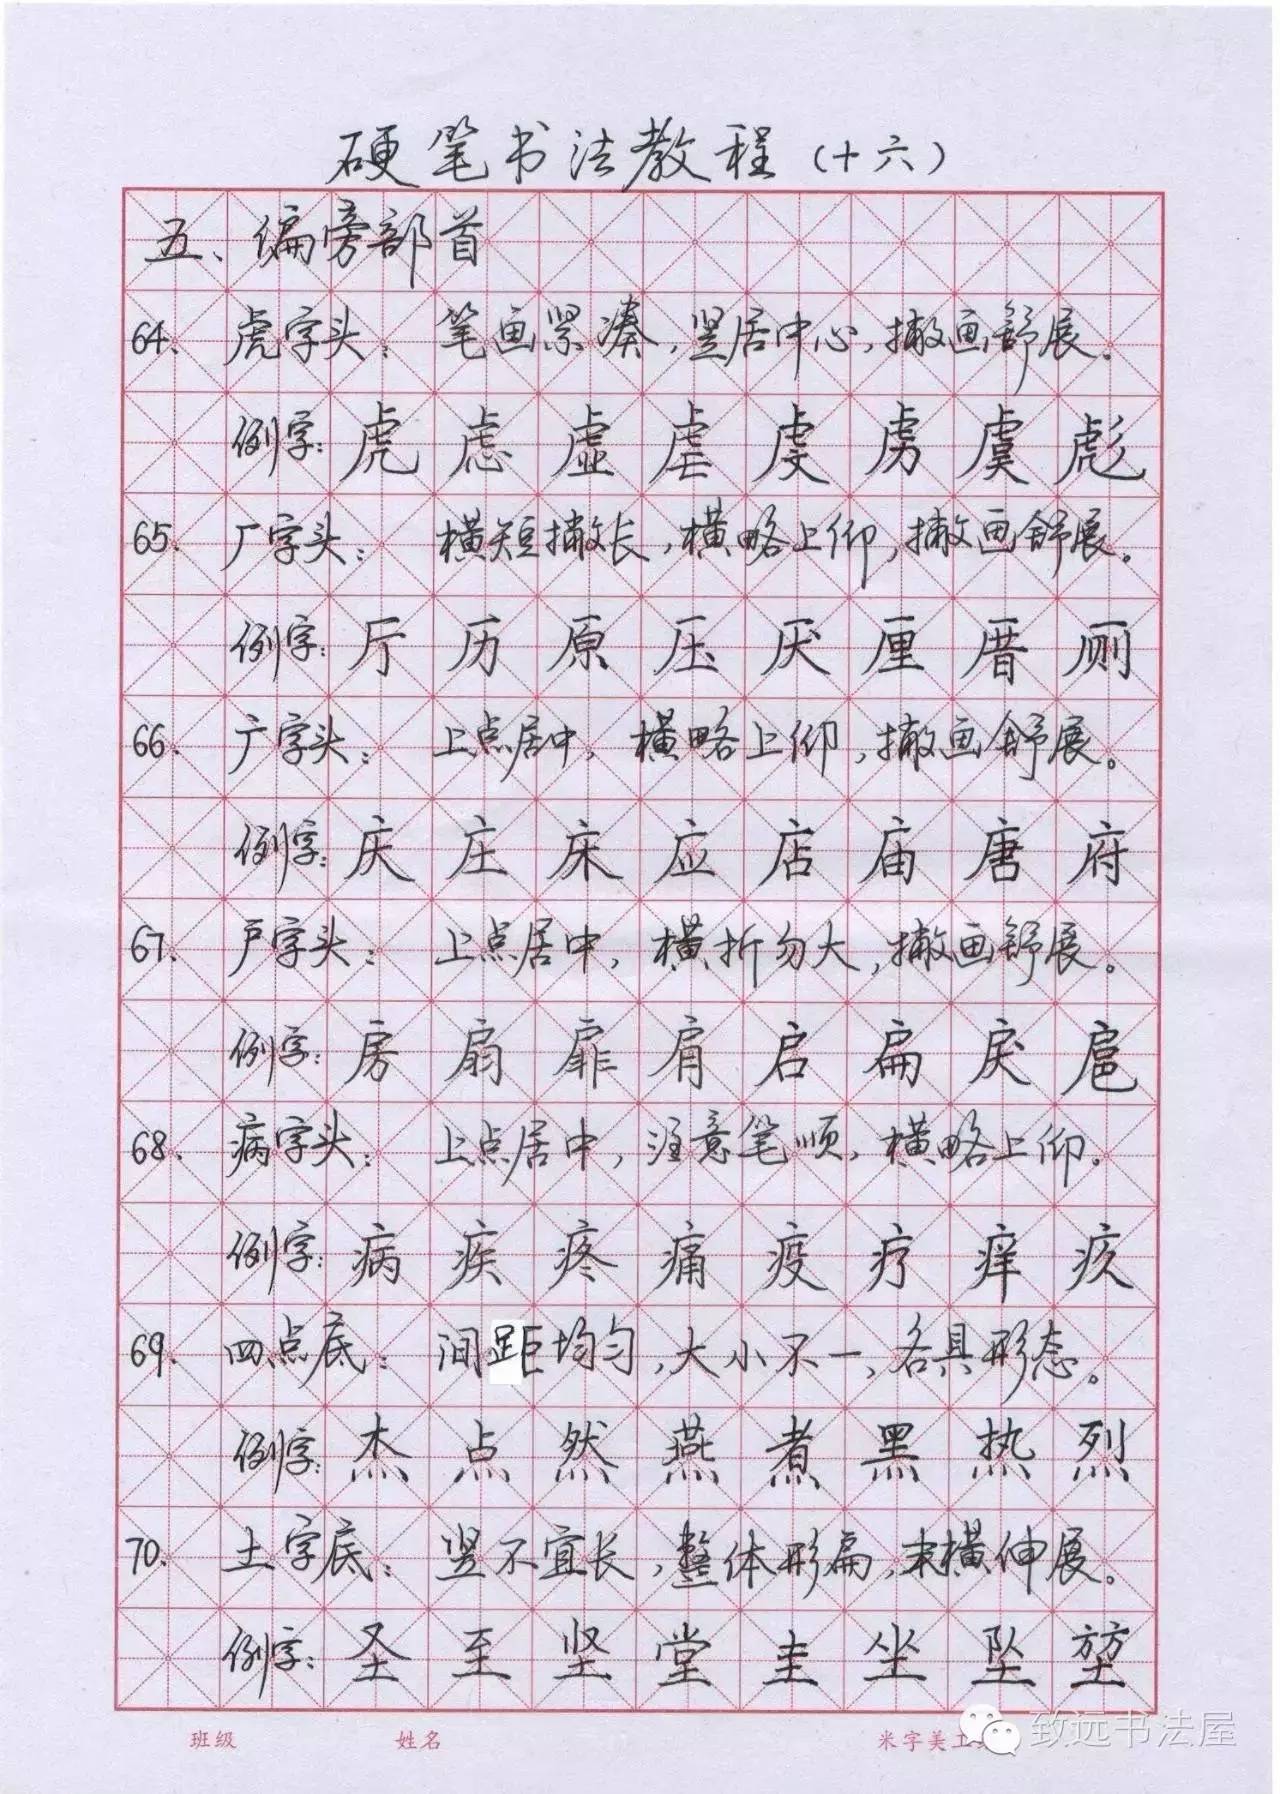 硬笔书法教程（十六）
五、偏旁部首
64. 虎字头： 笔画紧凑，竖居中心，撇画舒展。
例字：虎 虑 虚 虐 虔 虏 虞 彪
65. 厂字头： 横短撇长，横略上仰，撇画舒展。
例字：厅 历 原 压 厌 厘 厝 厕
66. 广字头： 上点居中，横略上仰，撇画舒展。
例字：庆 庄 床 应 店 庙 唐 府
67. 户字头： 上点居中，横折勿大，撇画舒展。
例字：房 扇 扉 肩 启 扁 戾 扈
68. 病字头： 上点居中，注意笔顺，横略上仰。
例字：病 疾 疼 痛 疫 疗 痒 疚
69. 四点底： 间距均匀，大小不一，各具形态。
例字：杰 点 然 燕 煮 黑 热 烈
70. 土字底： 竖不宜长，整体形扁，末横伸展。
例字：圣 至 坚 堂 圭 坐 坠 堃
班级 姓名 米字美工
致远书法屋